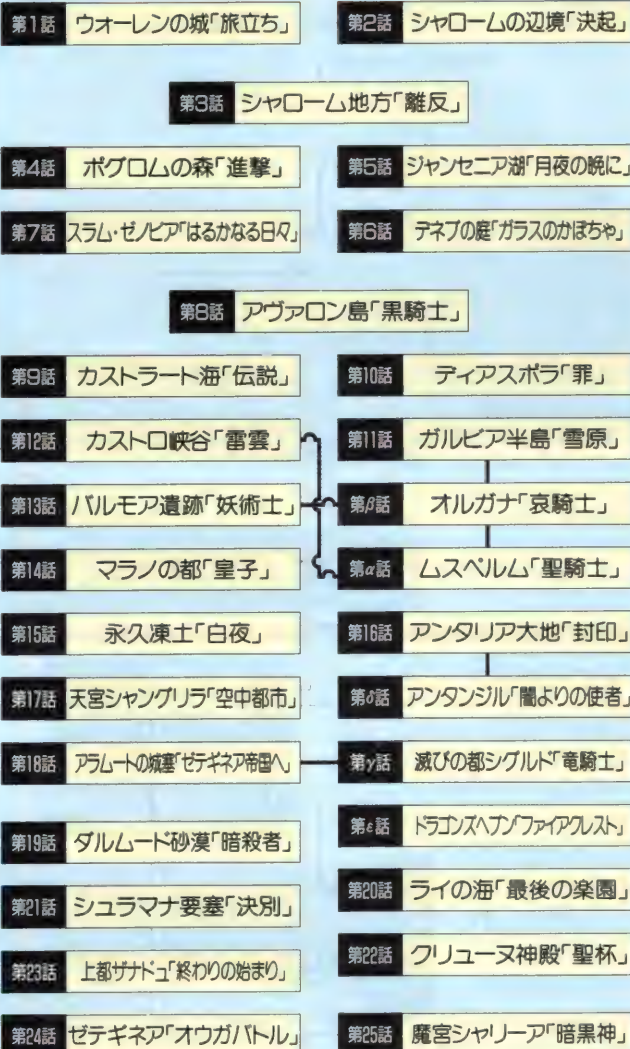 第1話 ウォーレンの城「旅立ち」
第2話 シャロームの辺境「決起」
第3話 シャローム地方「離反」
第4話 ポグロムの森「進撃」
第5話 ジャンセニア湖「月夜の晩に」
第7話 スラム・ゼノビア「はるかなる日々」
第6話 デネブの庭「ガラスのかぼちゃ」
第8話 アヴァロン島「黒騎士」
第9話 カストラート海「伝説」
第10話 ディアスポラ「罪」
第12話 カストロ峡谷「雷雲」
第11話 ガルビア半島「雪原」
第13話 バルモア遺跡「妖術士」
第β話 オルガナ「哀騎士」
第14話 マラノの都「皇子」
第α話 ムスペルム「聖騎士」
第15話 永久凍土「白夜」
第16話 アンタリア大地「封印」
第17話 天宮シャングリラ「空中都市」
第δ話 アンタンジル「闇よりの使者」
第18話 アラムートの城塞「ゼテギネア帝国へ」
第γ話 滅びの都シグルド「竜騎士」
第ε話 ドラゴンズヘブン「ファイアクレスト」
第19話 ダルムード砂漠「暗殺者」
第20話 ライの海「最後の楽園」
第21話 シュラマナ要塞「決別」
第22話 クリューヌ神殿「聖杯」
第23話 上都ザナドュ「終わりの始まり」
第24話 ゼテギネア「オウガバトル」
第25話 魔宮シャリーア「暗黒神」